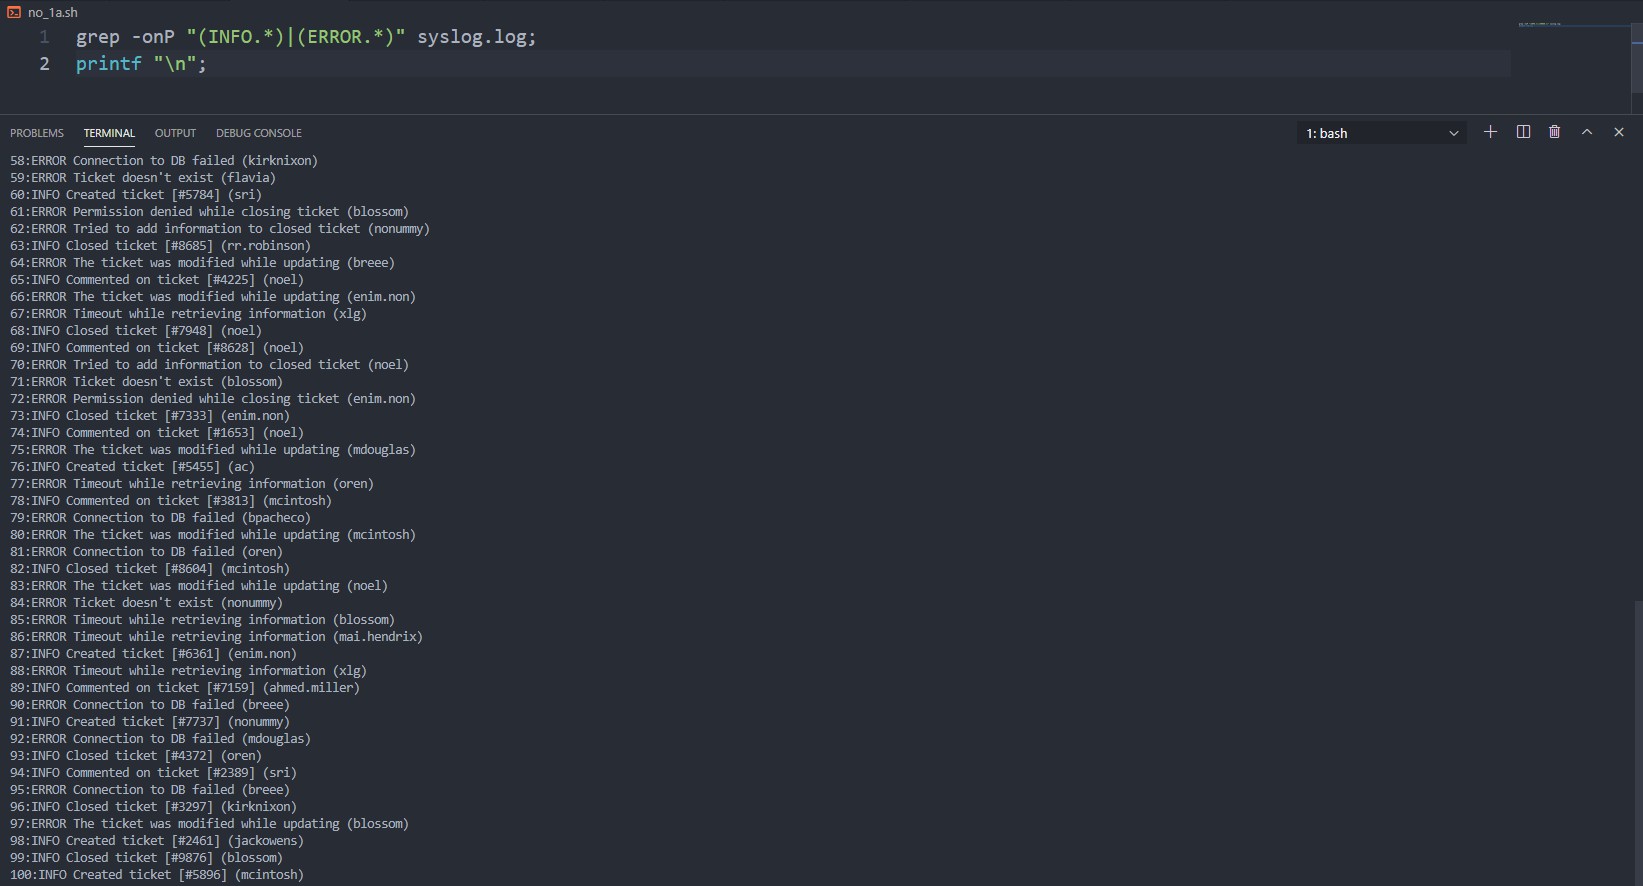 no_1a.sh
1 grep -onP "(INFO.*)|(ERROR.*)" syslog.log;
2 printf "\n";
PROBLEMS TERMINAL OUTPUT DEBUG CONSOLE 1: bash
58:ERROR Connection to DB failed (kirknixon)
59:ERROR Ticket doesn't exist (flavia)
60:INFO Created ticket [#5784] (sri)
61:ERROR Permission denied while closing ticket (blossom)
62:ERROR Tried to add information to closed ticket (nonummy)
63:INFO Closed ticket [#8685] (rr.robinson)
64:ERROR The ticket was modified while updating (breee)
65:INFO Commented on ticket [#4225] (noel)
66:ERROR The ticket was modified while updating (enim.non)
67:ERROR Timeout while retrieving information (xlg)
68:INFO Closed ticket [#7948] (noel)
69:INFO Commented on ticket [#8628] (noel)
70:ERROR Tried to add information to closed ticket (noel)
71:ERROR Ticket doesn't exist (blossom)
72:ERROR Permission denied while closing ticket (enim.non)
73:INFO Closed ticket [#7333] (enim.non)
74:INFO Commented on ticket [#1653] (noel)
75:ERROR The ticket was modified while updating (mdouglas)
76:INFO Created ticket [#5455] (ac)
77:ERROR Timeout while retrieving information (oren)
78:INFO Commented on ticket [#3813] (mcintosh)
79:ERROR Connection to DB failed (bpacheco)
80:ERROR The ticket was modified while updating (mcintosh)
81:ERROR Connection to DB failed (oren)
82:INFO Closed ticket [#8604] (mcintosh)
83:ERROR The ticket was modified while updating (noel)
84:ERROR Ticket doesn't exist (nonummy)
85:ERROR Timeout while retrieving information (blossom)
86:ERROR Timeout while retrieving information (mai.hendrix)
87:INFO Created ticket [#6361] (enim.non)
88:ERROR Timeout while retrieving information (xlg)
89:INFO Commented on ticket [#7159] (ahmed.miller)
90:ERROR Connection to DB failed (breee)
91:INFO Created ticket [#7737] (nonummy)
92:ERROR Connection to DB failed (mdouglas)
93:INFO Closed ticket [#4372] (oren)
94:INFO Commented on ticket [#2389] (sri)
95:ERROR Connection to DB failed (breee)
96:INFO Closed ticket [#3297] (kirknixon)
97:ERROR The ticket was modified while updating (blossom)
98:INFO Created ticket [#2461] (jackowens)
99:INFO Closed ticket [#9876] (blossom)
100:INFO Created ticket [#5896] (mcintosh)